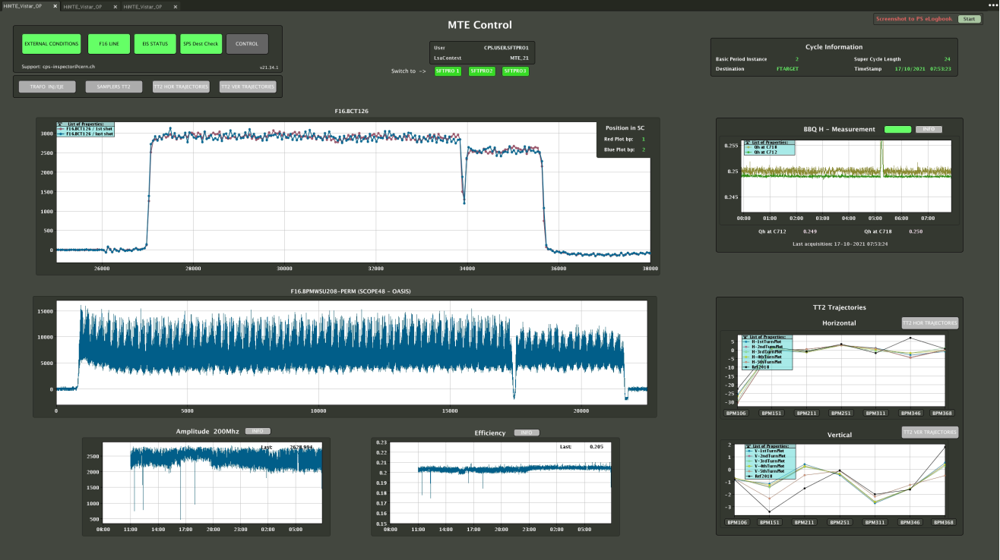 HiMTE_Vistar_OP × HiMTE_Vistar_OP × HiMTE_Vistar_OP ×
MTE Control
Screenshot to PS eLogbook Start
EXTERNAL CONDITIONS F16 LINE EIS STATUS SPS Dest Check CONTROL
Support: cps-inspector@cern.ch v21.34.1
TRAFO INJ/EJE SAMPLERS TT2 TT2 HOR TRAJECTORIES TT2 VER TRAJECTORIES
User CPS.USER.SFTPRO1
LsaContext MTE_21
Switch to -> SFTPRO 1 SFTPRO2 SFTPRO3
Cycle Information
Basic Period Instance 2 Super Cycle Length 24
Destination FTARGET TimeStamp 17/10/2021 07:53:23
F16.BCT126
List of Properties:
F16.BCT126 / 1st shot
F16.BCT126 / last shot
Position in SC
Red Plot bp: 1
Blue Plot bp: 2
3000
2500
2000
1500
1000
500
0
26000 28000 30000 32000 34000 36000 38000
BBQ H - Measurement INFO
List of Properties:
Qh at C718
Qh at C712
0.255
0.25
0.245
00:00 01:00 02:00 03:00 04:00 05:00 06:00 07:00
Qh at C712 0.249 Qh at C718 0.250
Last acquisition: 17-10-2021 07:53:24
F16.BPMWSU208-PERM (SCOPE48 - OASIS)
15000
10000
5000
0
0 5000 10000 15000 20000
Amplitude 200Mhz INFO
Last: 2628.994
2500
2000
1500
1000
500
08:00 11:00 14:00 17:00 20:00 23:00 02:00 05:00
Efficiency INFO
Last: 0.205
0.23
0.22
0.21
0.2
0.19
0.18
0.17
0.16
0.15
08:00 11:00 14:00 17:00 20:00 23:00 02:00 05:00
TT2 Trajectories
Horizontal TT2 HOR TRAJECTORIES
List of Properties:
H-1stTurnMot
H-2ndTurnMot
H-3rdTurnMot
H-4thTurnMot
H-5thTurnMot
Ref2018
5
0
-5
-10
-15
-20
-25
-30
BPM106 BPM151 BPM211 BPM251 BPM311 BPM346 BPM368
Vertical TT2 VER TRAJECTORIES
List of Properties:
V-1stTurnMot
V-2ndTurnMot
V-3rdTurnMot
V-4thTurnMot
V-5thTurnMot
Ref2018
2
1
0
-1
-2
-3
BPM106 BPM151 BPM211 BPM251 BPM311 BPM346 BPM368